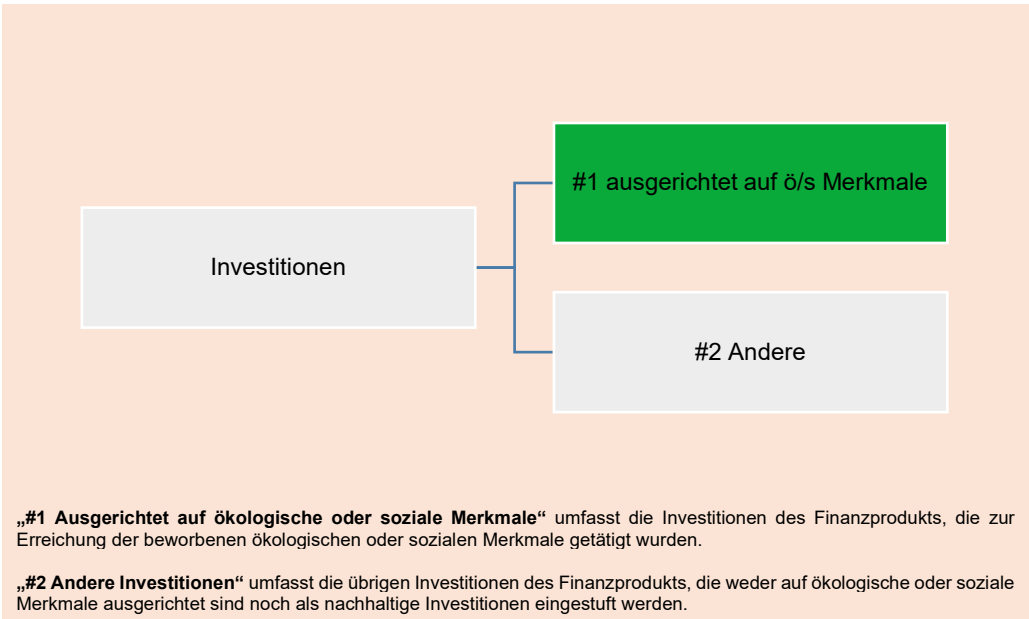 #1 ausgerichtet auf ö/s Merkmale
Investitionen
#2 Andere
„#1 Ausgerichtet auf ökologische oder soziale Merkmale“ umfasst die Investitionen des Finanzprodukts, die zur
Erreichung der beworbenen ökologischen oder sozialen Merkmale getätigt wurden.
„#2 Andere Investitionen“ umfasst die übrigen Investitionen des Finanzprodukts, die weder auf ökologische oder soziale
Merkmale ausgerichtet sind noch als nachhaltige Investitionen eingestuft werden.